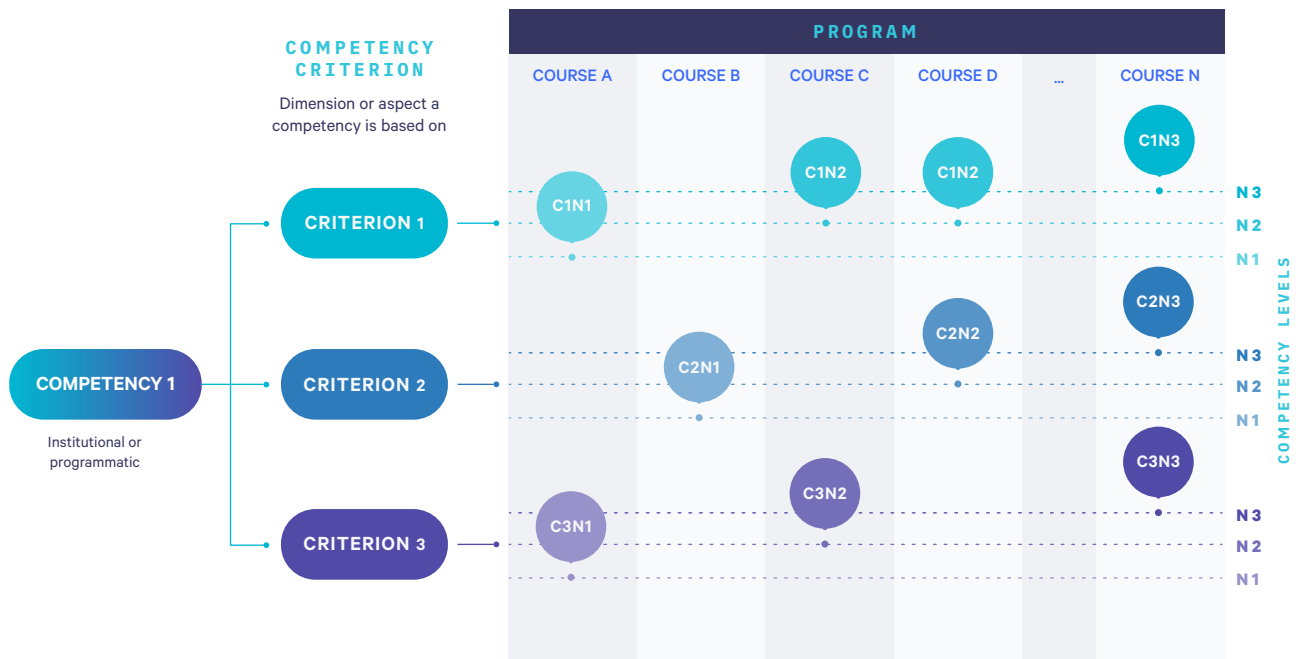 COMPETENCY
CRITERION
Dimension or aspect a
competency is based on
PROGRAM
COURSE A
COURSE B
COURSE C
COURSE D
...
COURSE N
COMPETENCY 1
Institutional or
programmatic
CRITERION 1
C1N1
C1N2
C1N2
C1N3
N3
N2
N1
CRITERION 2
C2N1
C2N2
C2N3
N3
N2
N1
CRITERION 3
C3N1
C3N2
C3N3
N3
N2
N1
COMPETENCY LEVELS